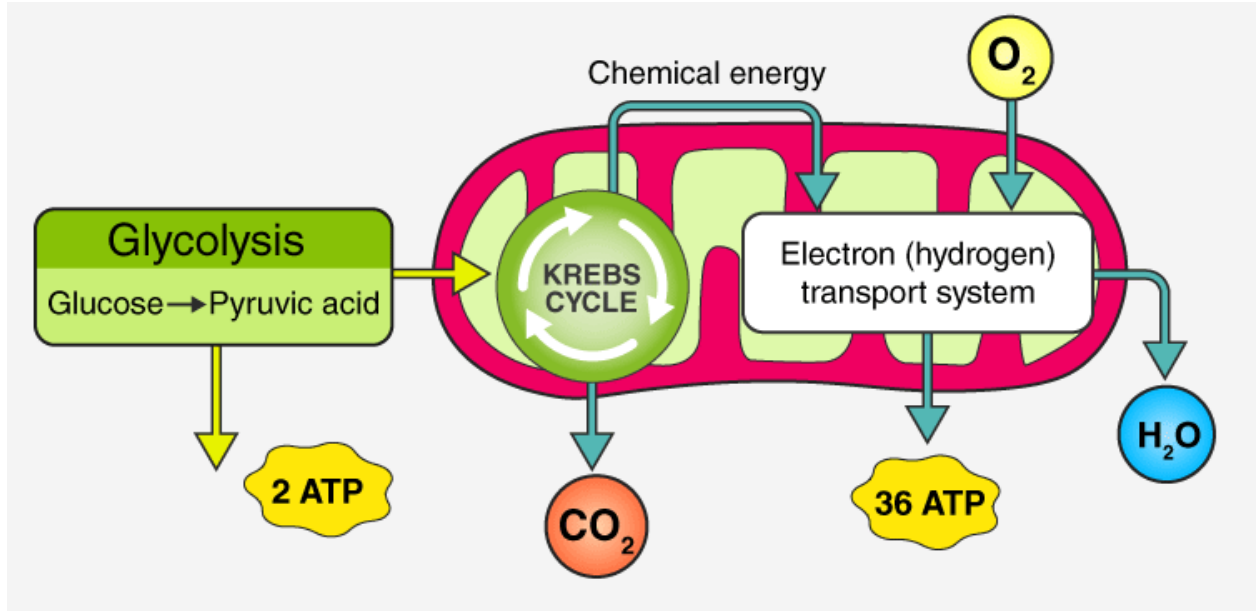 Chemical energy
O₂
Glycolysis
Glucose→Pyruvic acid
KREBS
CYCLE
Electron (hydrogen)
transport system
2 ATP
CO₂
36 ATP
H₂O